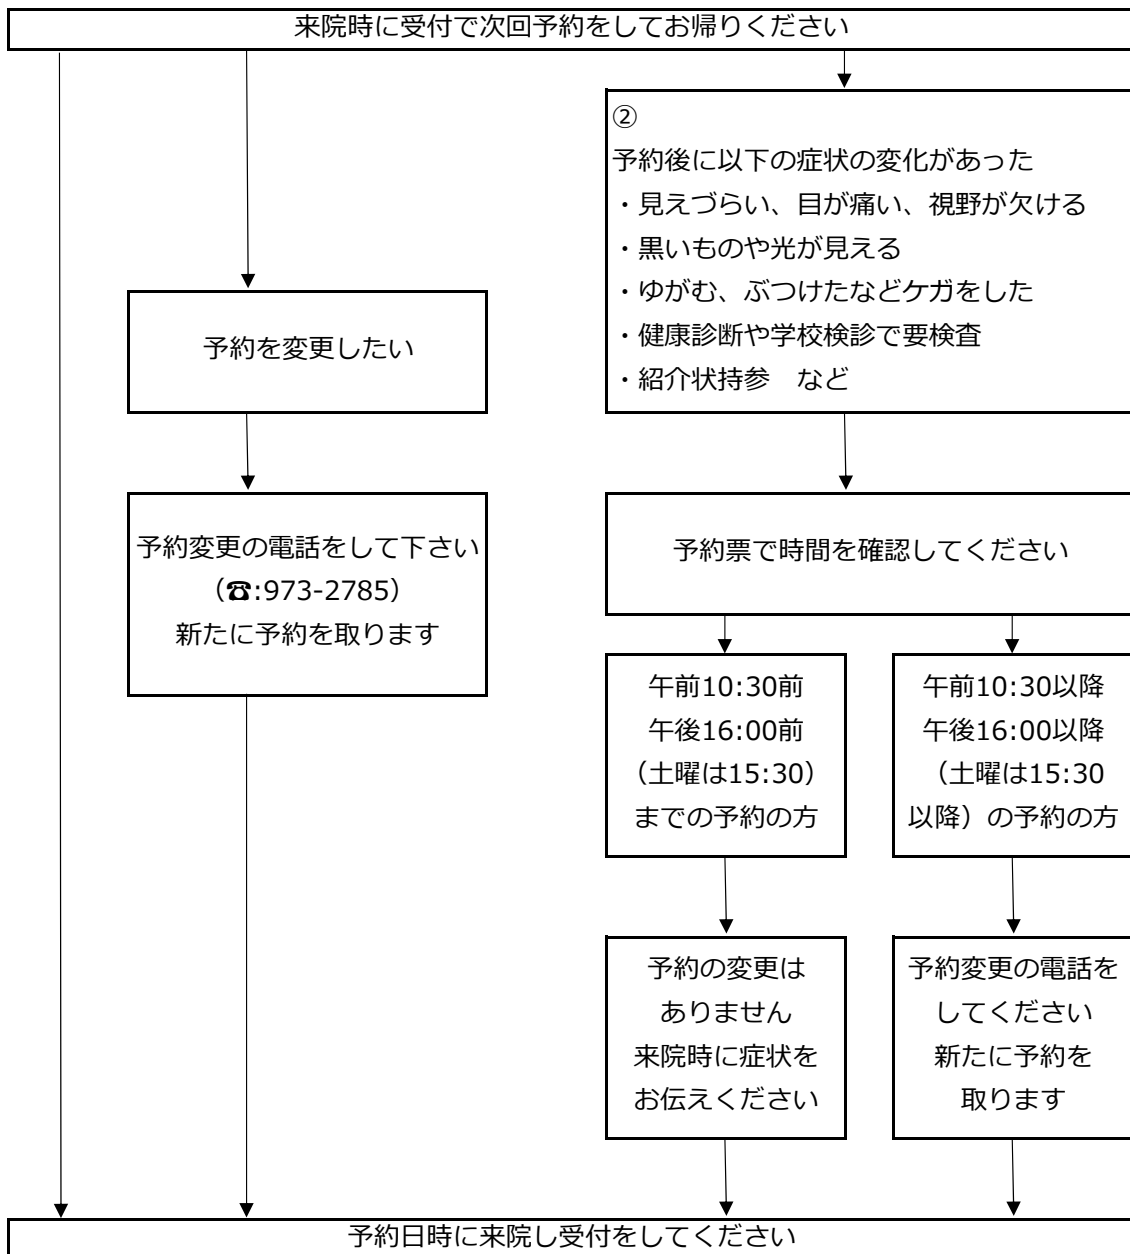 来院時に受付で次回予約をしてお帰りください
②
予約後に以下の症状の変化があった
・見えづらい、目が痛い、視野が欠ける
・黒いものや光が見える
・ゆがむ、ぶつけたなどケガをした
・健康診断や学校検診で要検査
・紹介状持参　など
予約を変更したい
予約変更の電話をして下さい
（☎:973-2785）
新たに予約を取ります
予約票で時間を確認してください
午前10:30前
午後16:00前
（土曜は15:30）
までの予約の方
午前10:30以降
午後16:00以降
（土曜は15:30
以降）の予約の方
予約の変更は
ありません
来院時に症状を
お伝えください
予約変更の電話を
してください
新たに予約を
取ります
予約日時に来院し受付をしてください